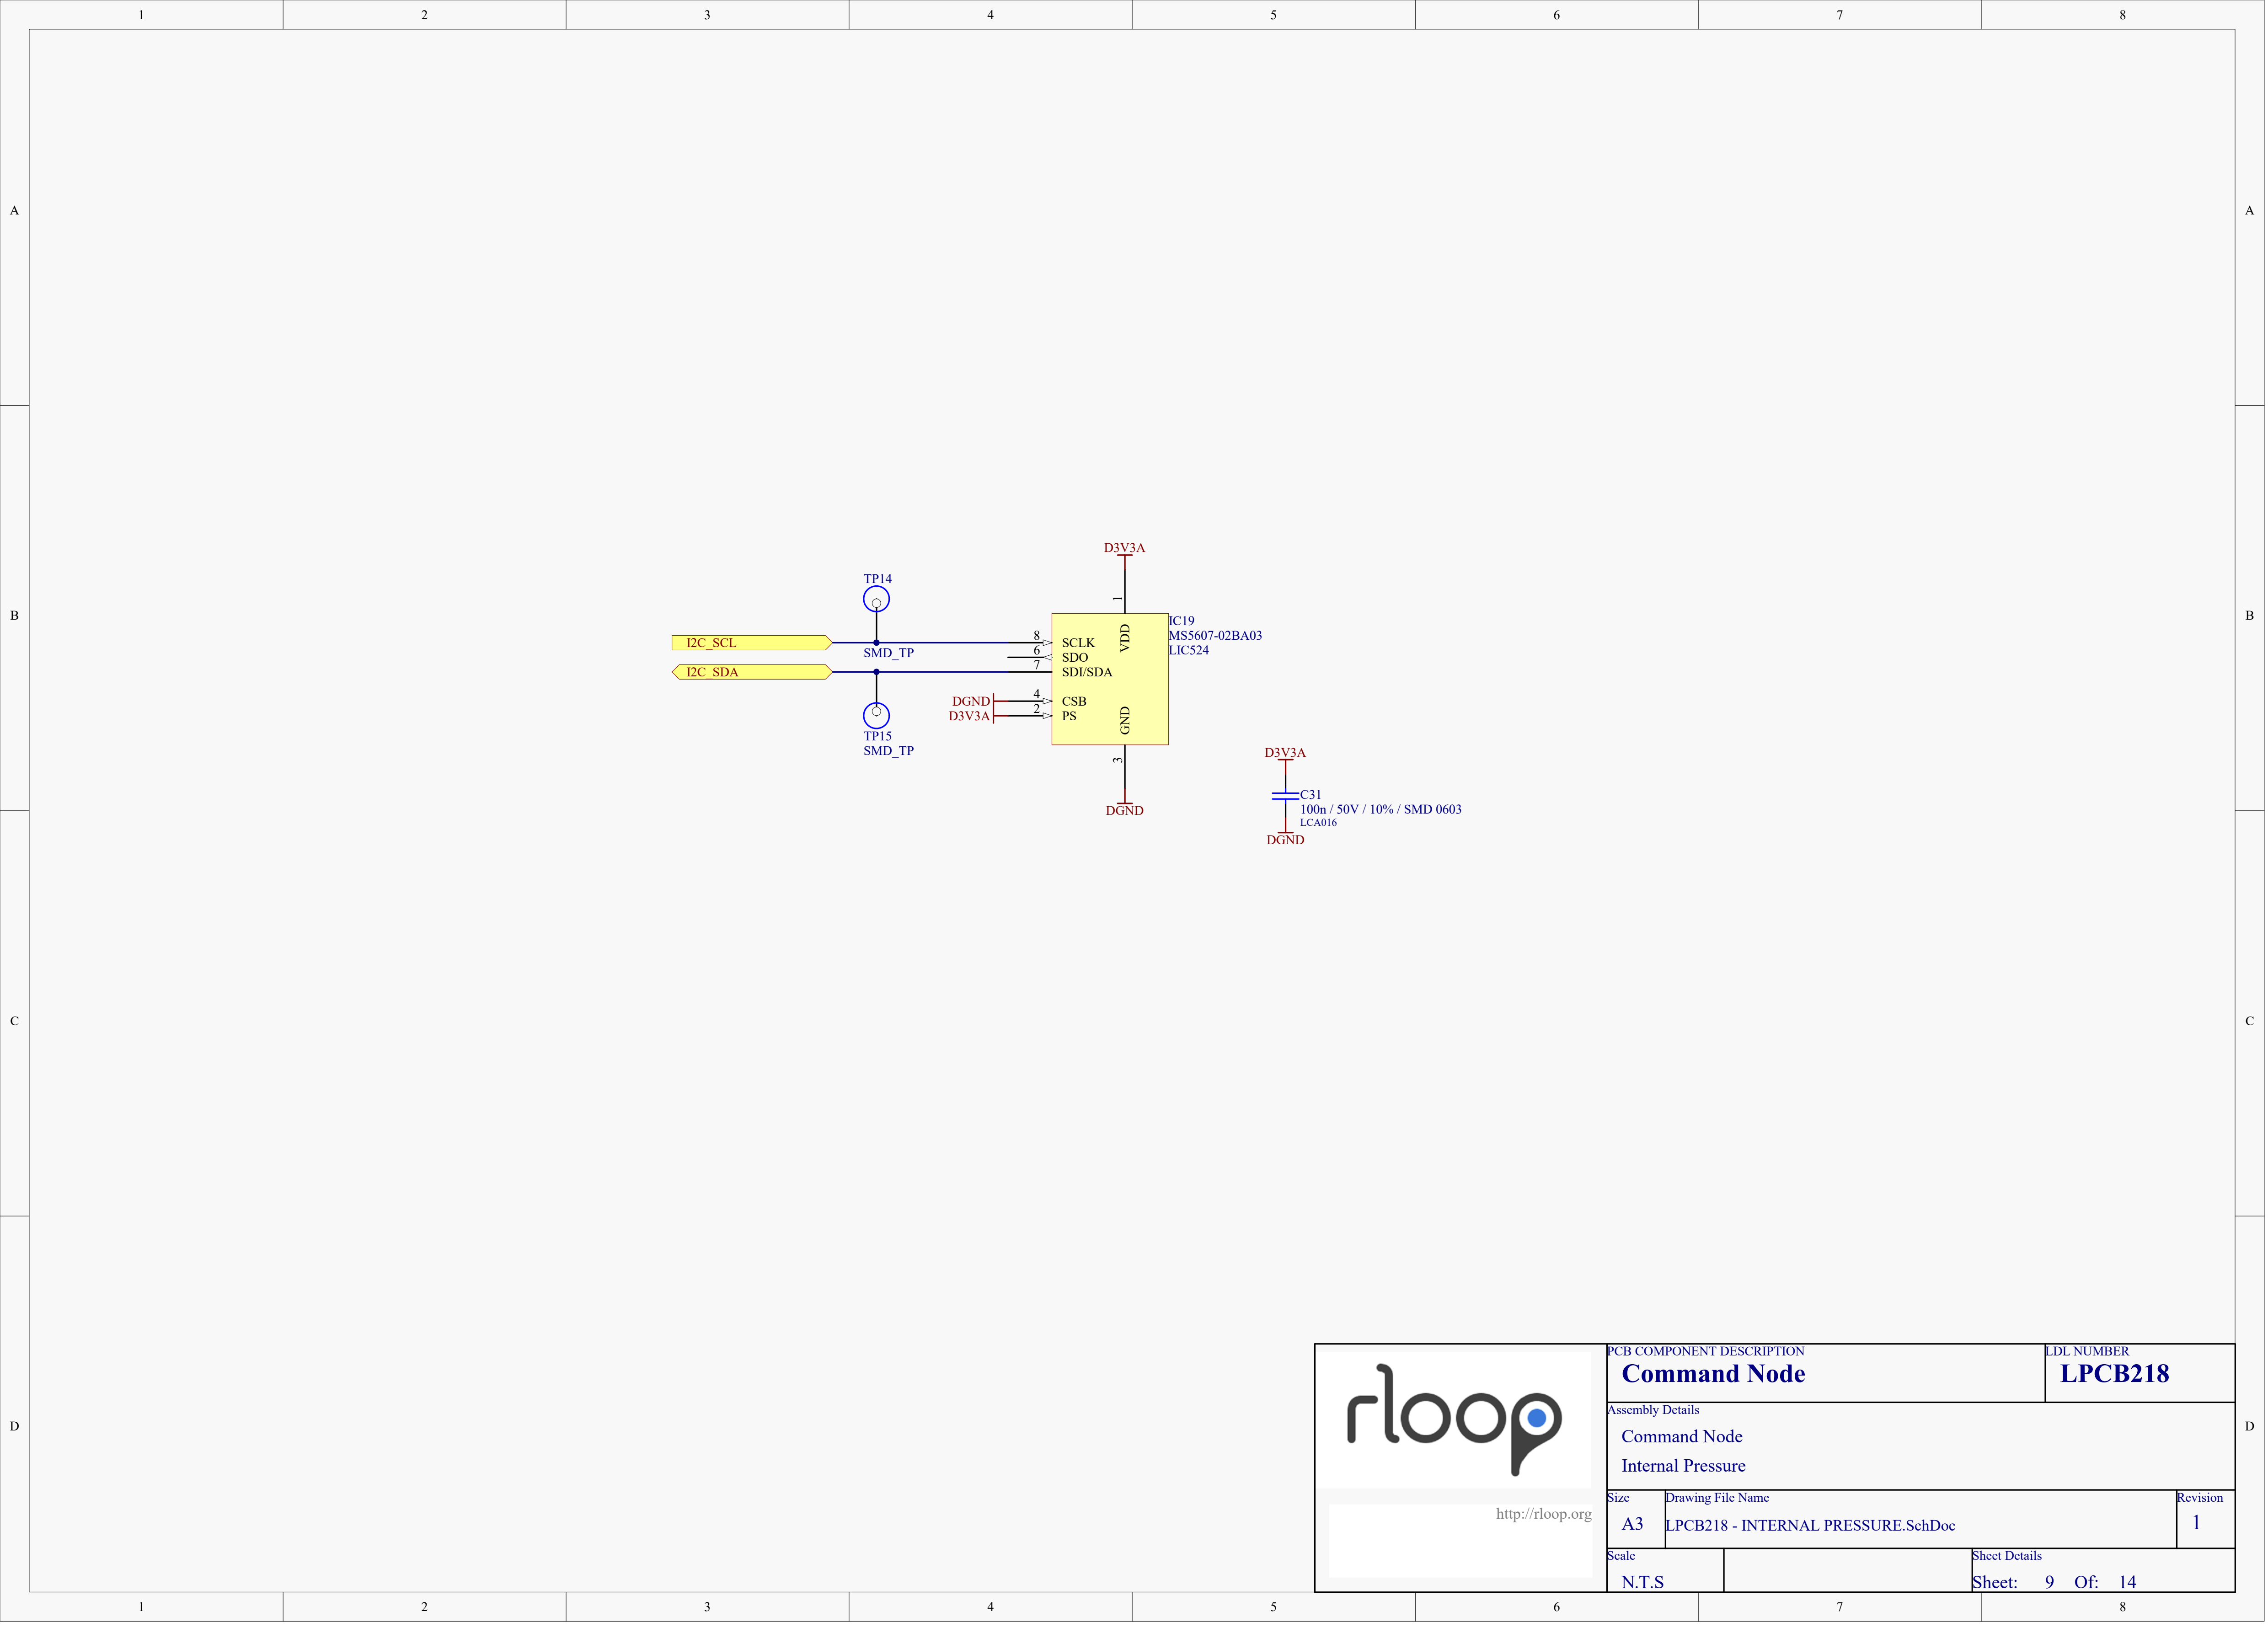 1 2 3 4 5 6 7 8
A A
D3V3A
TP14
1
B B
IC19
MS5607-02BA03
LIC524
VDD
I2C_SCL 8 SCLK
SMD_TP
6 SDO
I2C_SDA 7 SDI/SDA
DGND 4 CSB
D3V3A 2 PS
GND
TP15
SMD_TP
3
DGND
D3V3A
C31
100n / 50V / 10% / SMD 0603
LCA016
DGND
C C
D D
rloop
http://rloop.org
PCB COMPONENT DESCRIPTION
Command Node
LDL NUMBER
LPCB218
Assembly Details
Command Node
Internal Pressure
Size
A3
Drawing File Name
LPCB218 - INTERNAL PRESSURE.SchDoc
Revision
1
Scale
N.T.S
Sheet Details
Sheet: 9 Of: 14
1 2 3 4 5 6 7 8